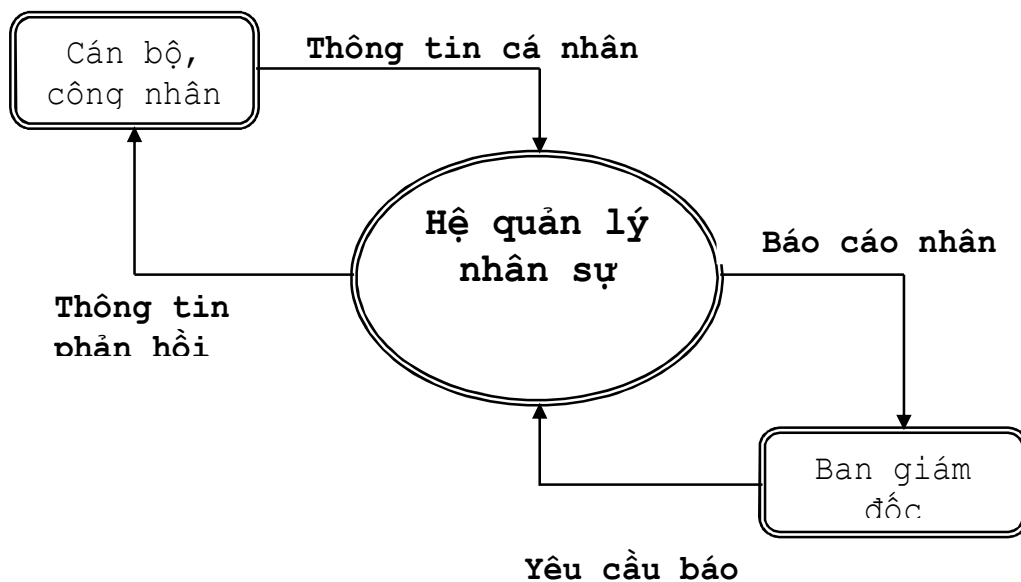 Cán bộ,
công nhân
Thông tin cá nhân
Hệ quản lý
nhân sự
Báo cáo nhân
Thông tin
phản hồi
Ban giám
đốc
Yêu cầu báo